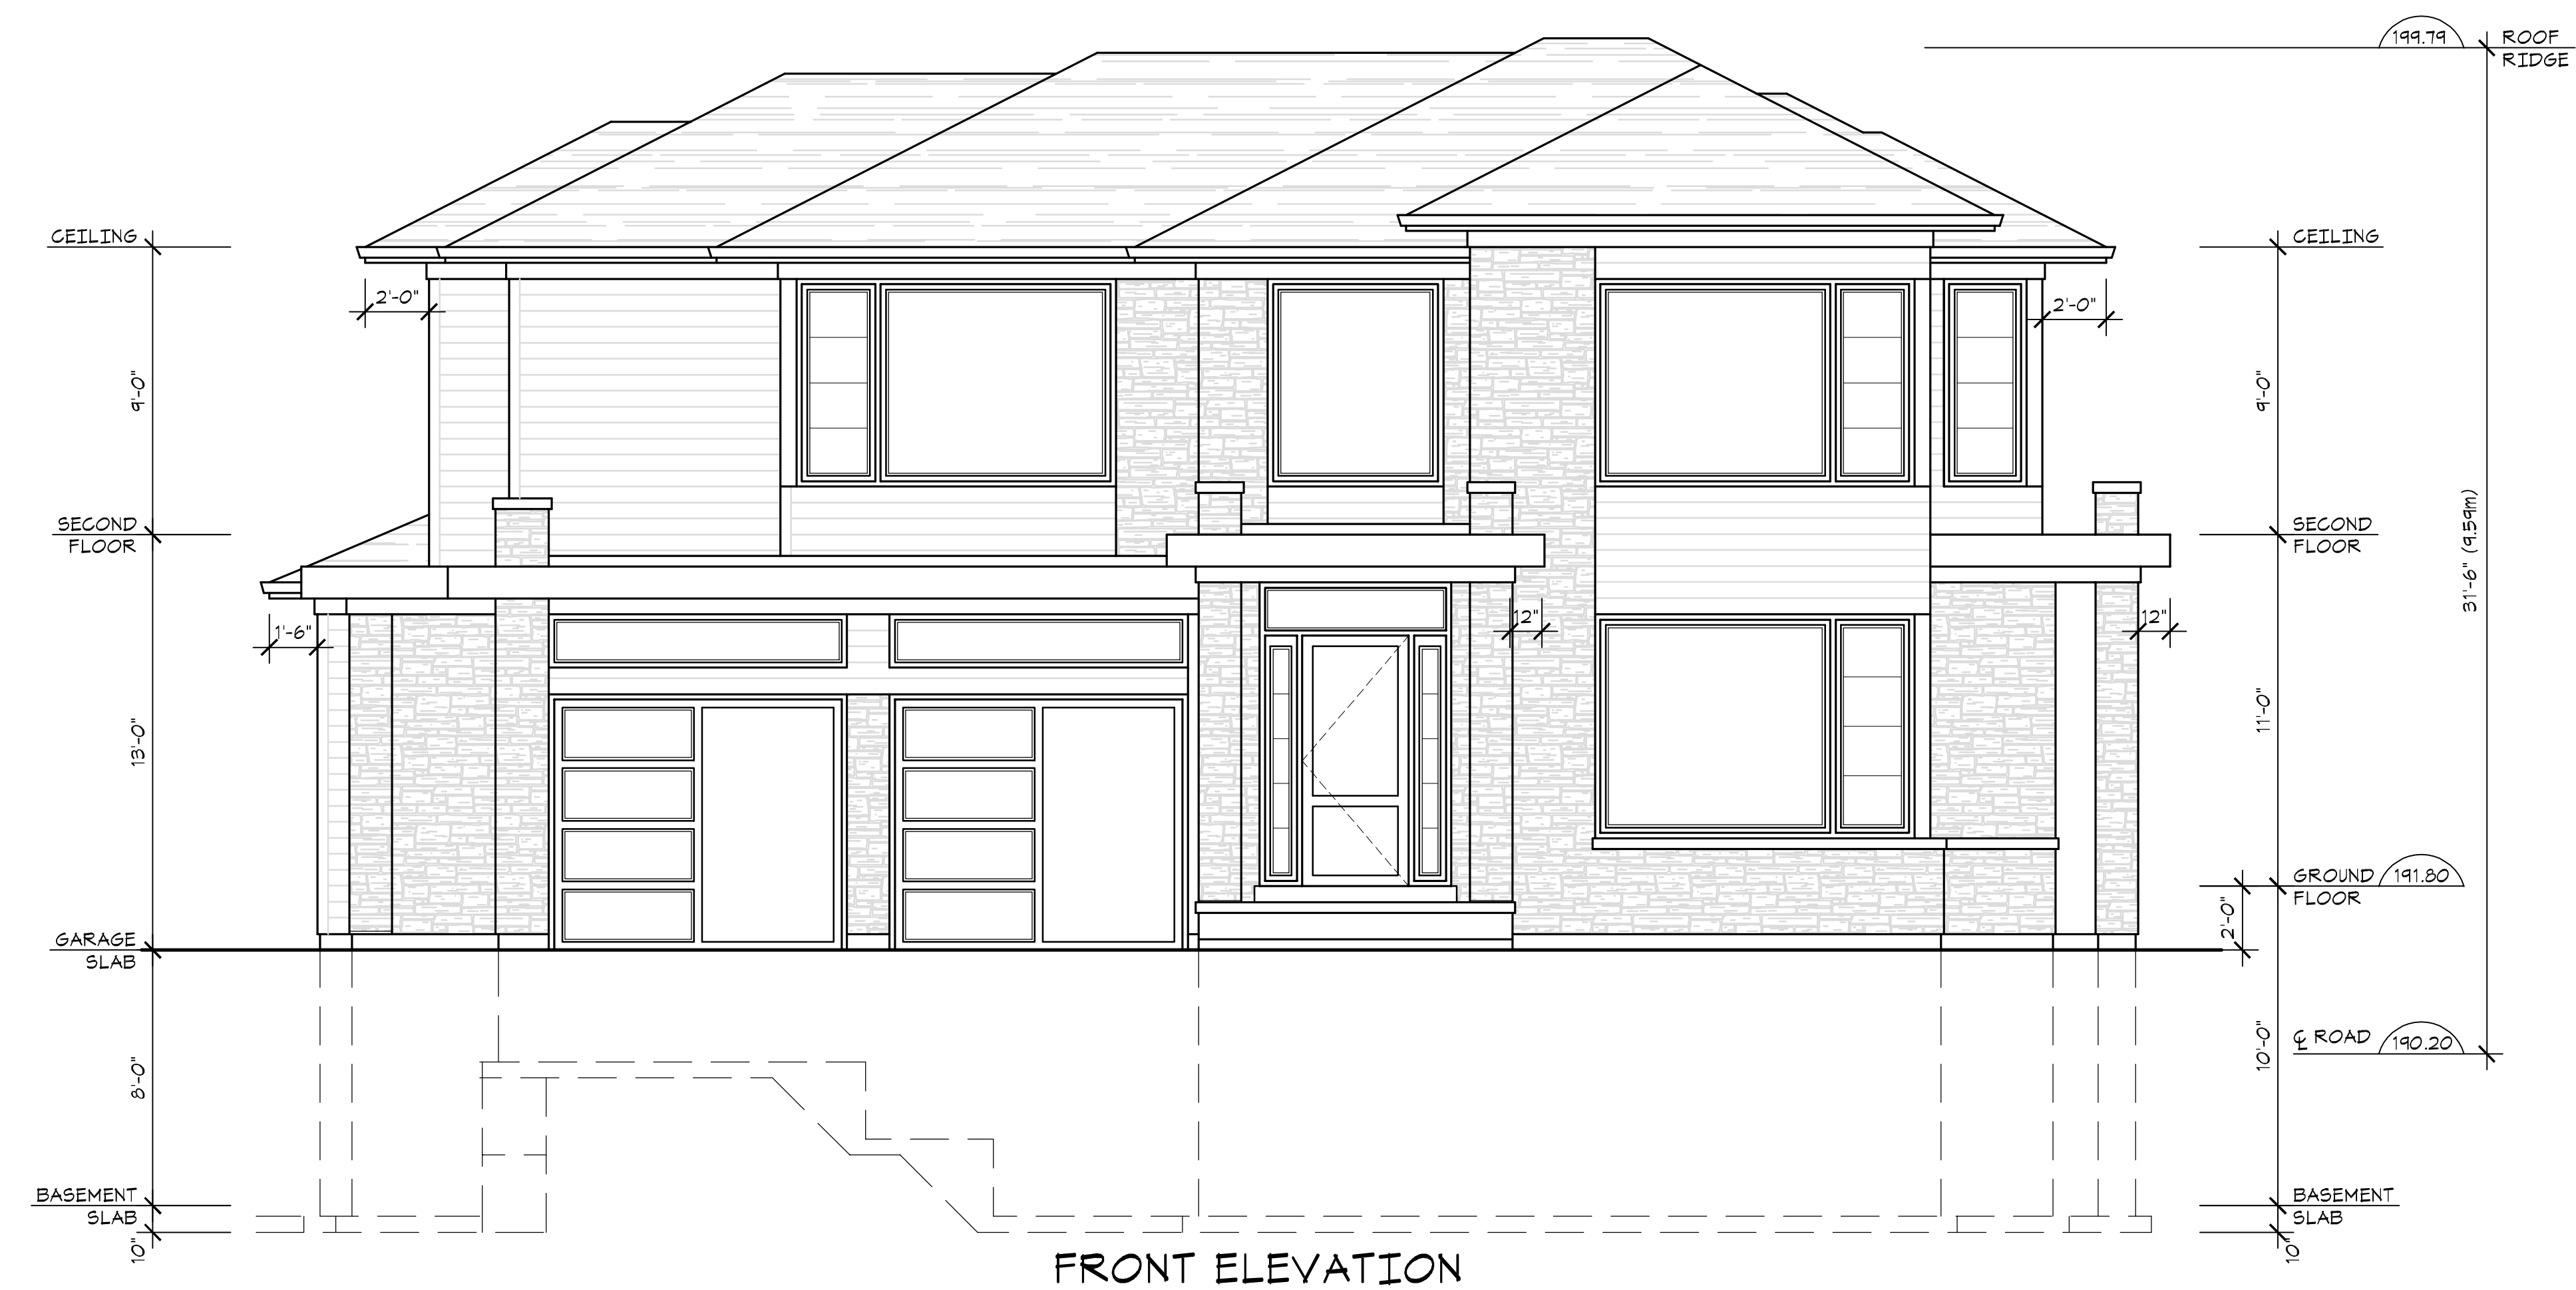 199.79
ROOF
RIDGE
CEILING
CEILING
2'-0"
2'-0"
9'-0"
9'-0"
SECOND
FLOOR
SECOND
FLOOR
31'-6" (9.59m)
1'-6"
12"
12"
13'-0"
11'-0"
GROUND
FLOOR
191.80
2'-0"
GARAGE
SLAB
8'-0"
10'-0"
℄ ROAD
190.20
BASEMENT
SLAB
BASEMENT
SLAB
10"
10"
FRONT ELEVATION